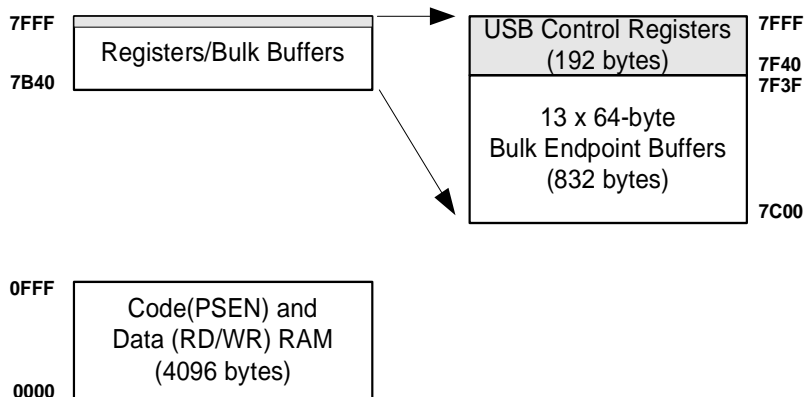 7FFF
Registers/Bulk Buffers
7B40
USB Control Registers
(192 bytes)
7FFF
7F40
7F3F
13 x 64-byte
Bulk Endpoint Buffers
(832 bytes)
7C00
0FFF
Code(PSEN) and
Data (RD/WR) RAM
(4096 bytes)
0000